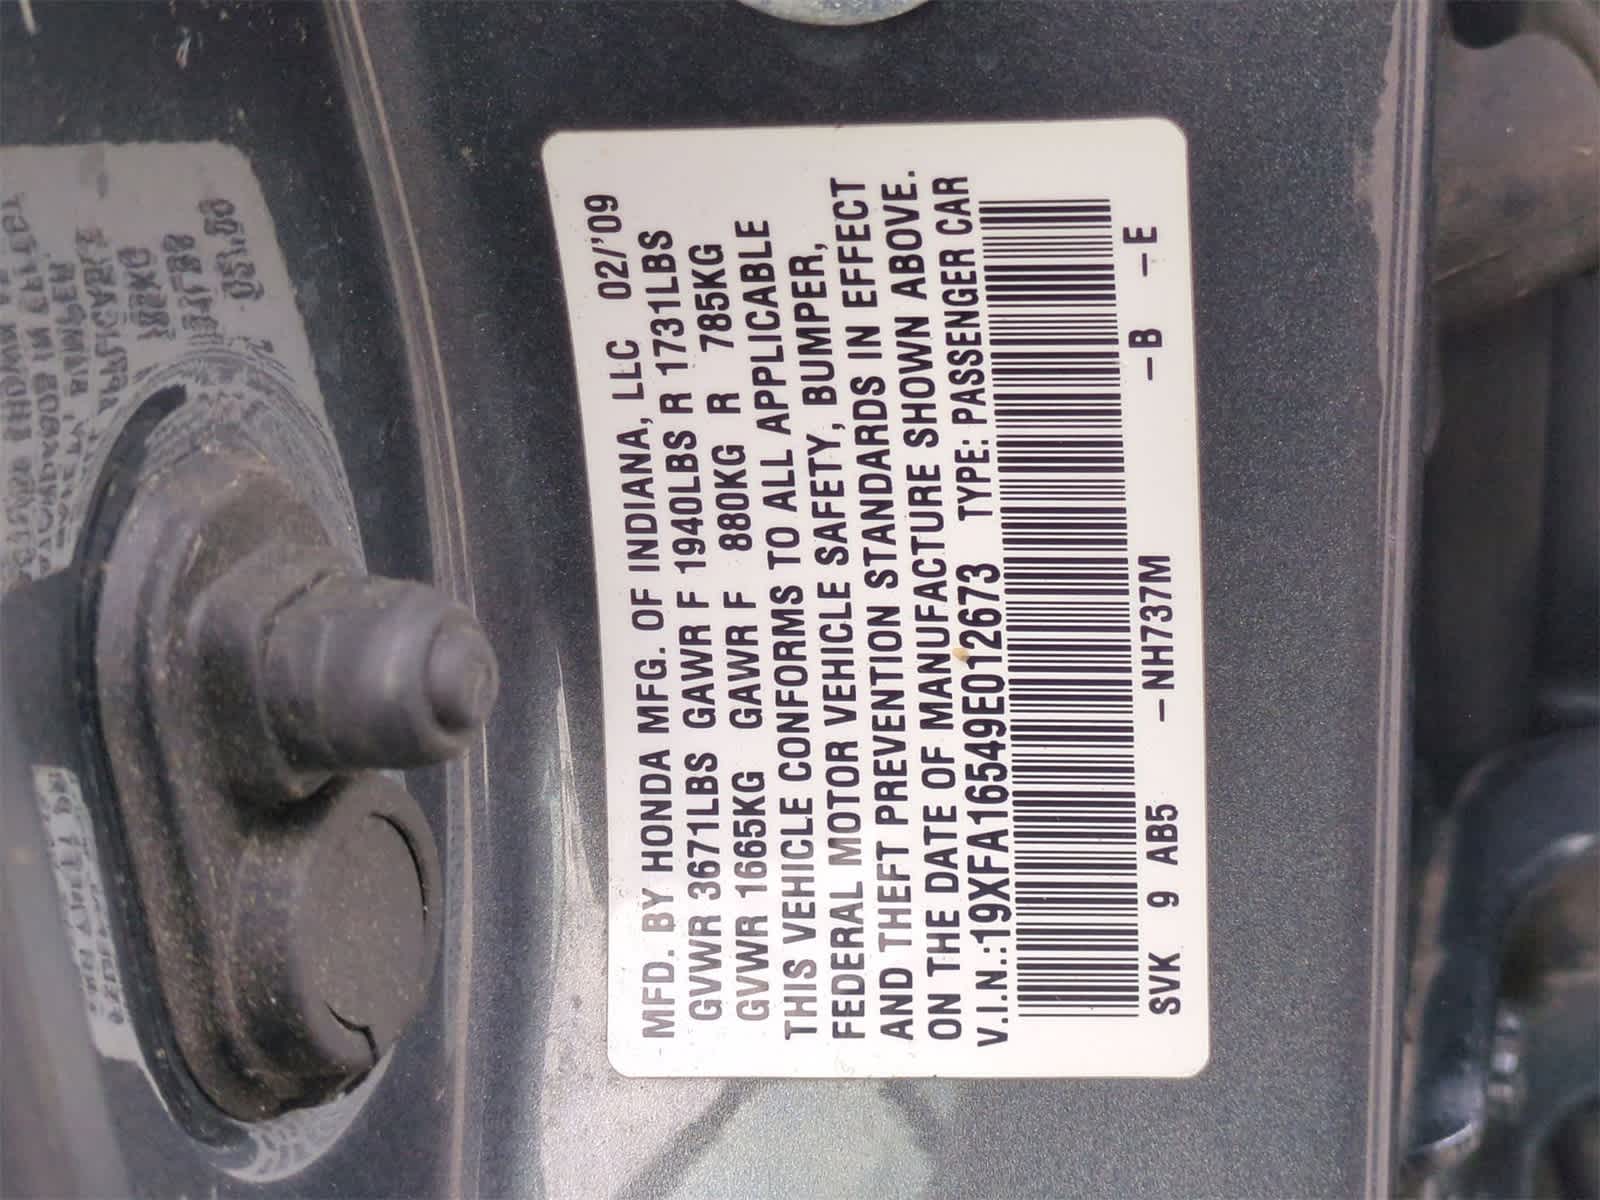 MFD. BY HONDA MFG. OF INDIANA, LLC 02/'09
GVWR 3671LBS GAWR F 1940LBS R 1731LBS
GVWR 1665KG GAWR F 880KG R 785KG
THIS VEHICLE CONFORMS TO ALL APPLICABLE
FEDERAL MOTOR VEHICLE SAFETY, BUMPER,
AND THEFT PREVENTION STANDARDS IN EFFECT
ON THE DATE OF MANUFACTURE SHOWN ABOVE.
V.I.N.:19XFA16549E012673 TYPE: PASSENGER CAR
SVK 9 AB5 -NH737M -B -E